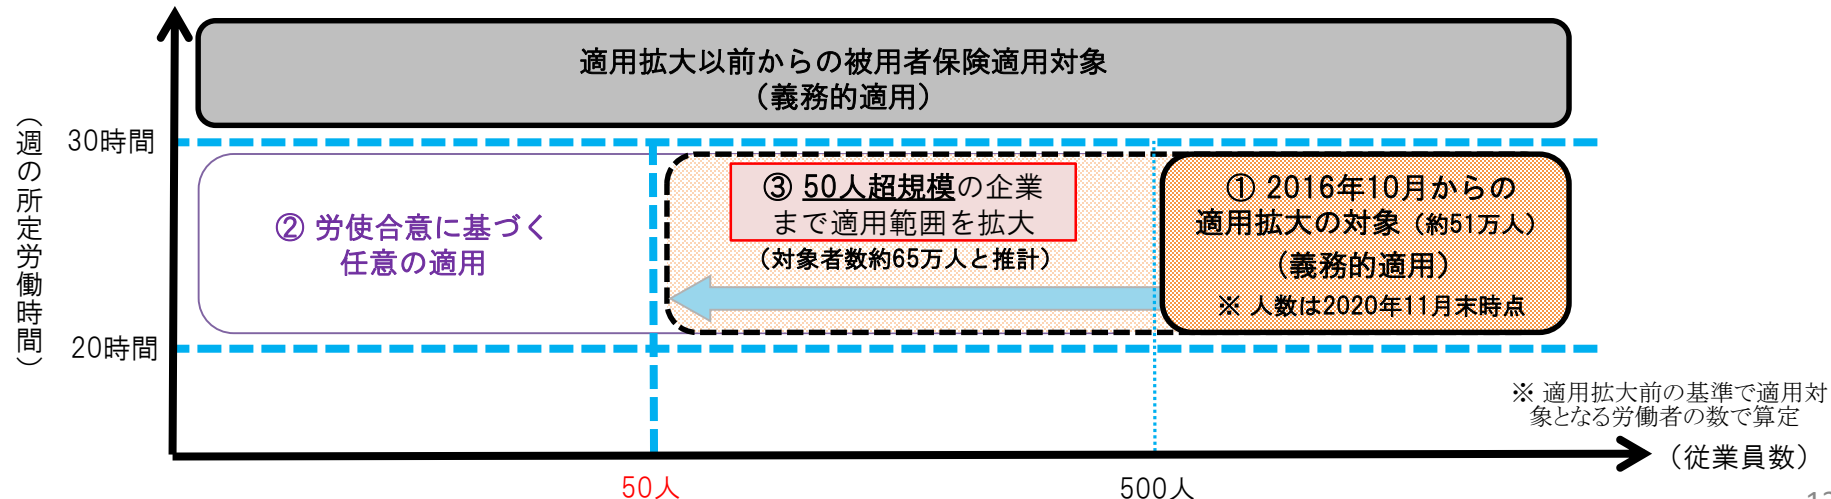 適用拡大以前からの被用者保険適用対象
（義務的適用）
（週の所定労働時間）
30時間
② 労使合意に基づく
任意の適用
③ 50人超規模の企業
まで適用範囲を拡大
（対象者数約65万人と推計）
① 2016年10月からの
適用拡大の対象（約51万人）
（義務的適用）
※ 人数は2020年11月末時点
20時間
※ 適用拡大前の基準で適用対
象となる労働者の数で算定
（従業員数）
50人
500人